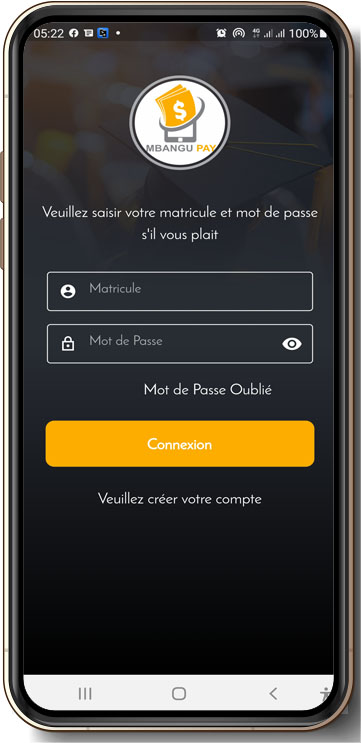 05:22
4G
100%
$
MBANGU PAY
Veuillez saisir votre matricule et mot de passe
s'il vous plait
Matricule
Mot de Passe
Mot de Passe Oublié
Connexion
Veuillez créer votre compte